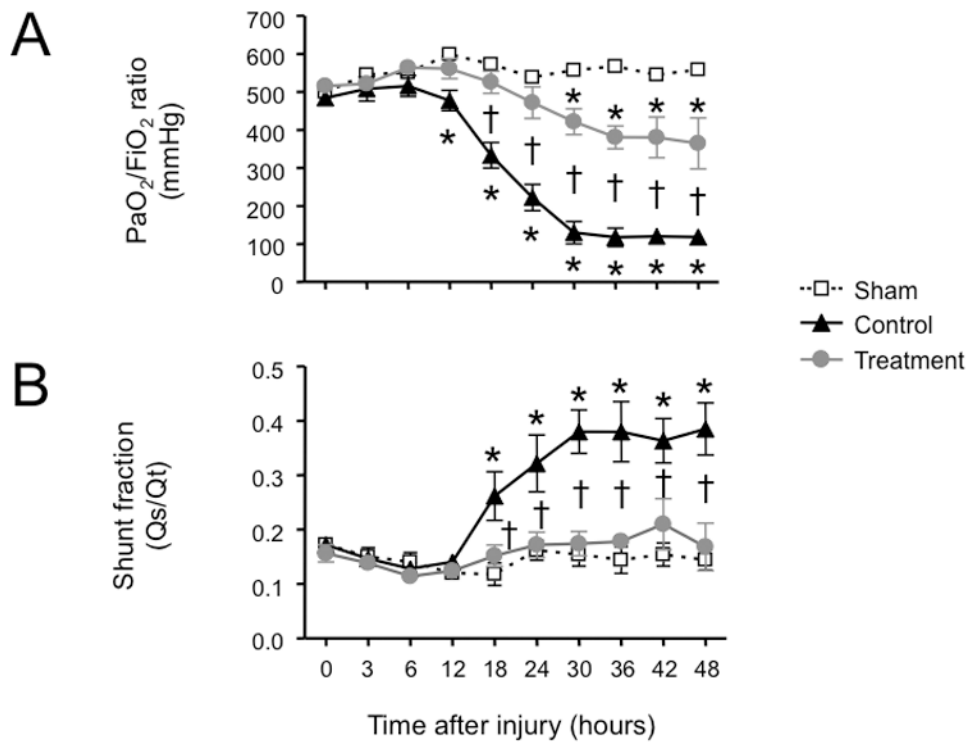 A
PaO₂/FiO₂ ratio
(mmHg)
700
600
500
400
300
200
100
0
* * * *
† † † † † †
* * * * * * *
Sham
Control
Treatment
B
Shunt fraction
(Qs/Qt)
0.5
0.4
0.3
0.2
0.1
0.0
* * * * * *
† † † † † †
0 3 6 12 18 24 30 36 42 48
Time after injury (hours)